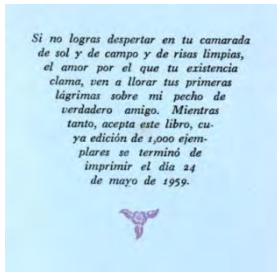 Si no logras despertar en tu camarada
de sol y de campo y de risas limpias,
el amor por el que tu existencia
clama, ven a llorar tus primeras
lágrimas sobre mi pecho de
verdadero amigo. Mientras
tanto, acepta este libro, cu-
ya edición de 1,000 ejem-
plares se terminó de
imprimir el día 24
de mayo de 1959.